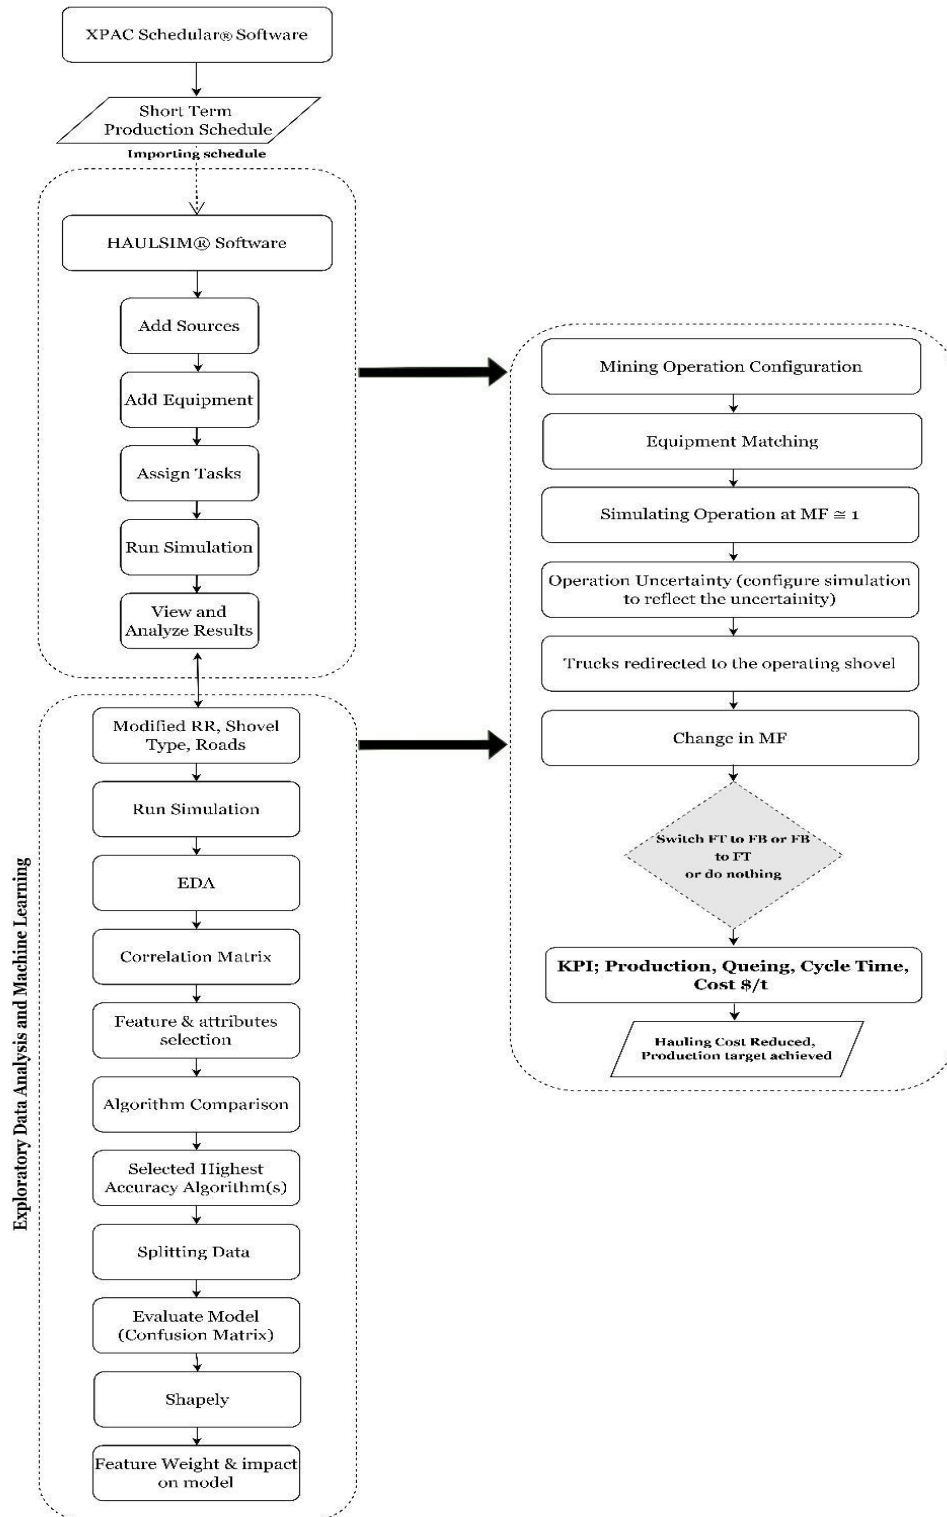 XPAC Schedular® Software
Short Term
Production Schedule
Importing schedule
HAULSIM® Software
Add Sources
Add Equipment
Assign Tasks
Run Simulation
View and
Analyze Results
Exploratory Data Analysis and Machine Learning
Modified RR, Shovel
Type, Roads
Run Simulation
EDA
Correlation Matrix
Feature & attributes
selection
Algorithm Comparison
Selected Highest
Accuracy Algorithm(s)
Splitting Data
Evaluate Model
(Confusion Matrix)
Shapely
Feature Weight & impact
on model
Mining Operation Configuration
Equipment Matching
Simulating Operation at MF ≅ 1
Operation Uncertainty (configure simulation
to reflect the uncertainity)
Trucks redirected to the operating shovel
Change in MF
Switch FT to FB or FB
to FT
or do nothing
KPI; Production, Queing, Cycle Time,
Cost $/t
Hauling Cost Reduced,
Production target achieved